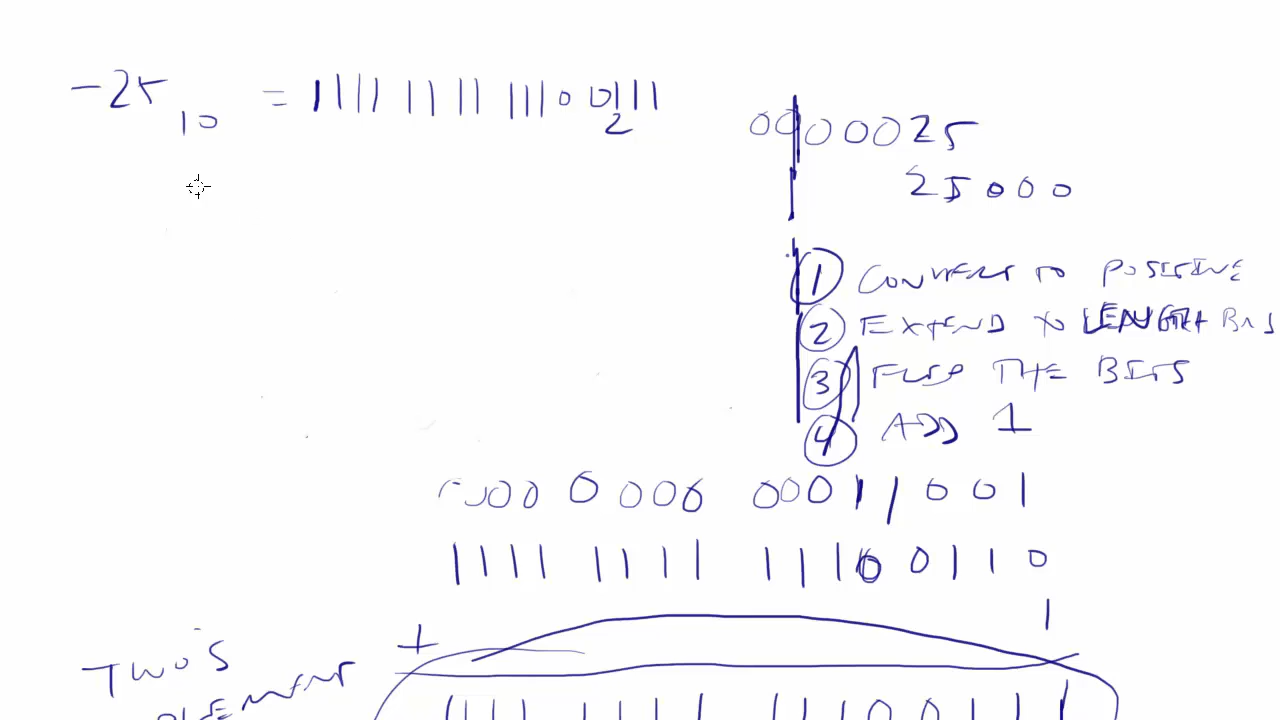 -25 10 = 1111 1111 1110 0111 2
00000025
25000
① CONVERT TO POSITIVE
② EXTEND TO LENGTH BITS
③ FLIP THE BITS
④ ADD 1
0000 0000 0001 1001
1111 1111 1110 0110
1
+
TWO'S
1111 1111 1110 0111